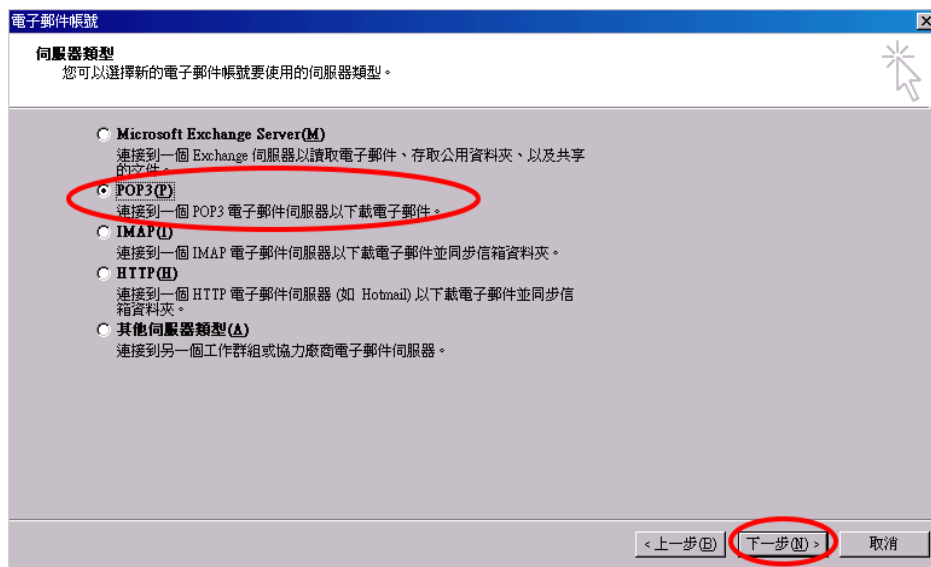 電子郵件帳號
伺服器類型
您可以選擇新的電子郵件帳號要使用的伺服器類型。
Microsoft Exchange Server(M)
連接到一個 Exchange 伺服器以讀取電子郵件、存取公用資料夾、以及共享
的文件。
POP3(P)
連接到一個 POP3 電子郵件伺服器以下載電子郵件。
IMAP(I)
連接到一個 IMAP 電子郵件伺服器以下載電子郵件並同步信箱資料夾。
HTTP(H)
連接到一個 HTTP 電子郵件伺服器 (如 Hotmail) 以下載電子郵件並同步信
箱資料夾。
其他伺服器類型(A)
連接到另一個工作群組或協力廠商電子郵件伺服器。
<上一步(B) 下一步(N)> 取消